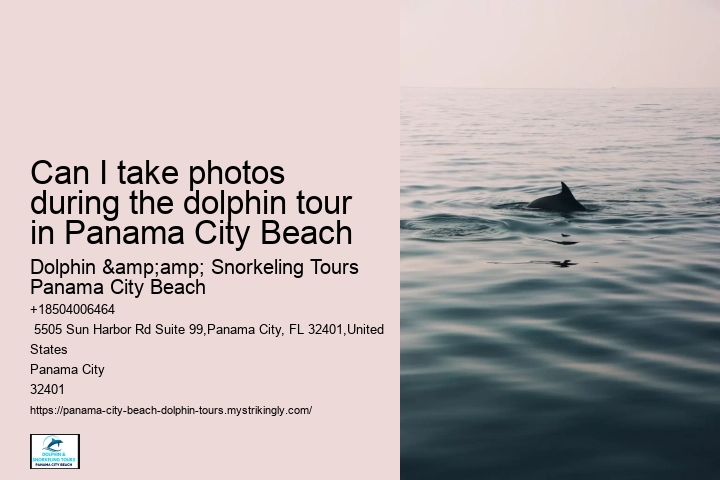 Can I take photos
during the dolphin tour
in Panama City Beach
Dolphin &amp;amp; Snorkeling Tours
Panama City Beach
+18504006464
5505 Sun Harbor Rd Suite 99,Panama City, FL 32401,United
States
Panama City
32401
https://panama-city-beach-dolphin-tours.mystrikingly.com/
DOLPHIN &
SNORKELING TOURS
PANAMA CITY BEACH